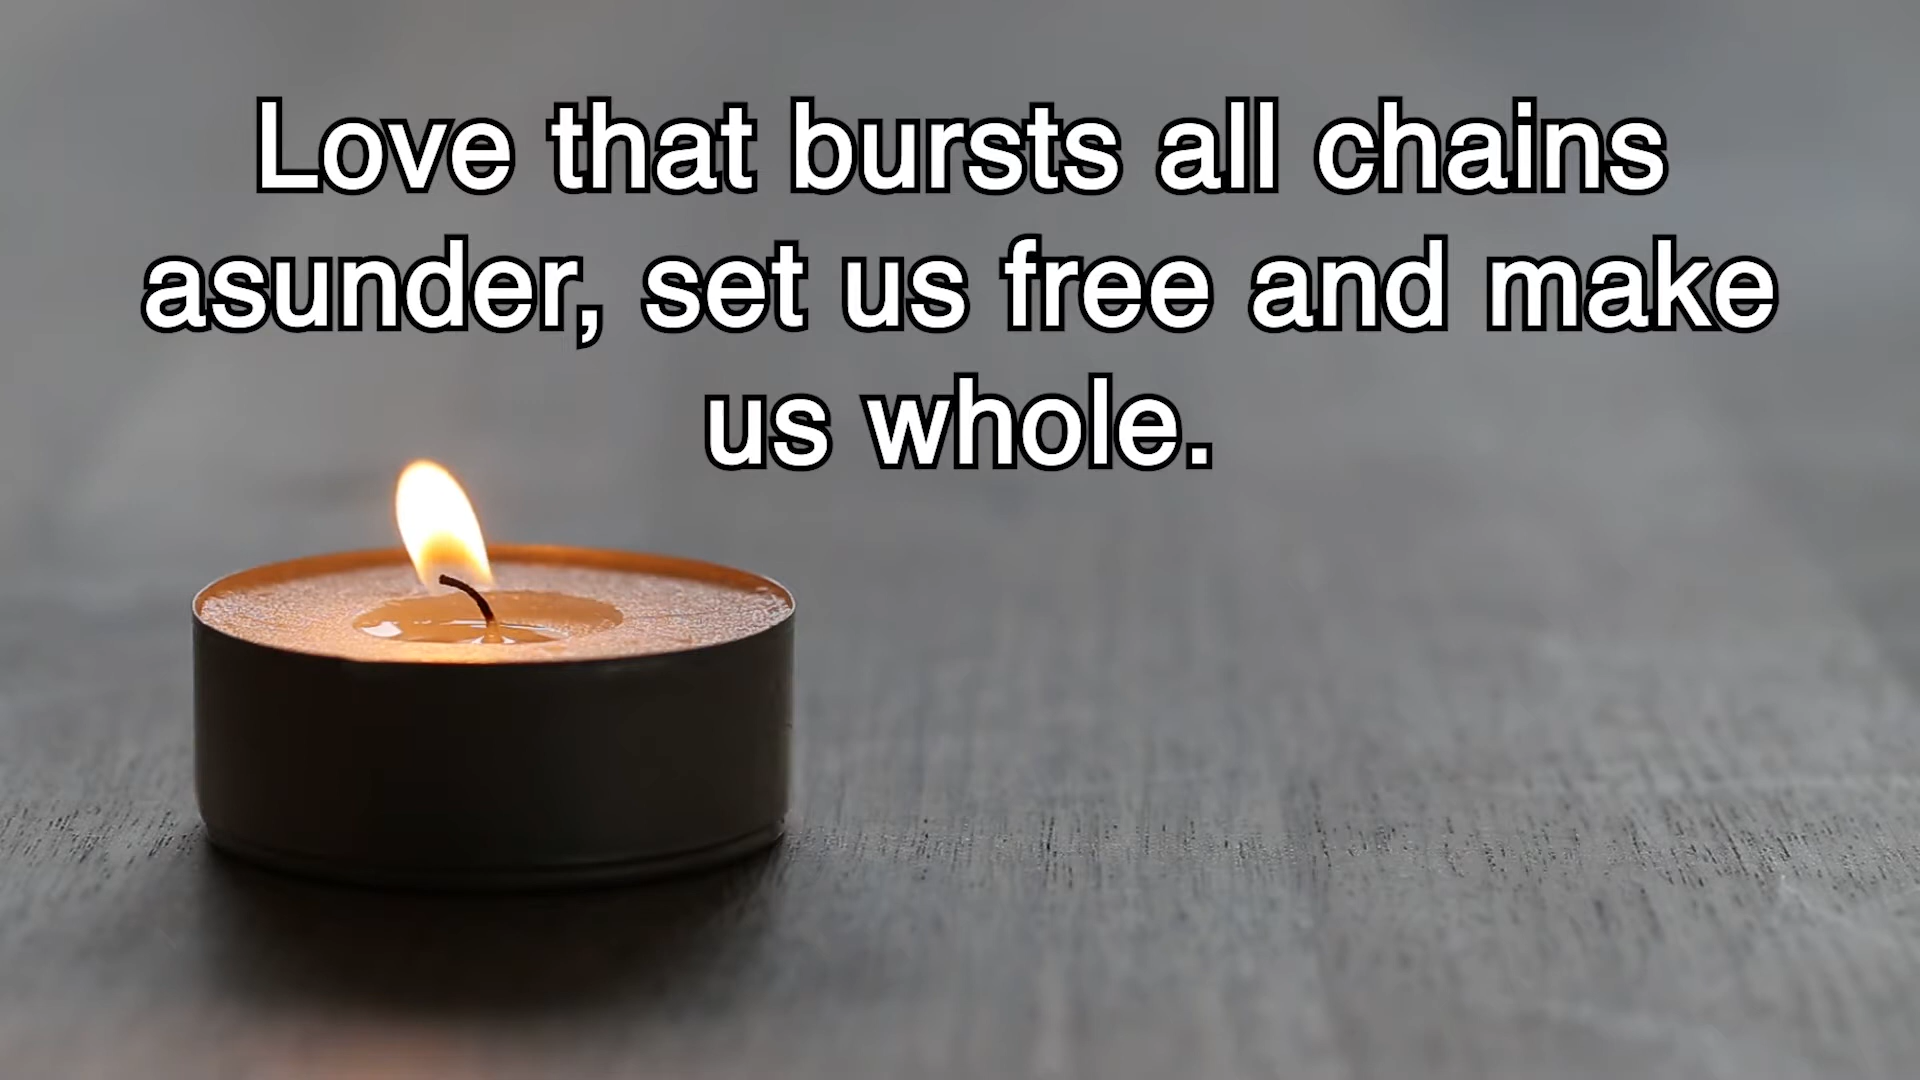 Love that bursts all chains
asunder, set us free and make
us whole.